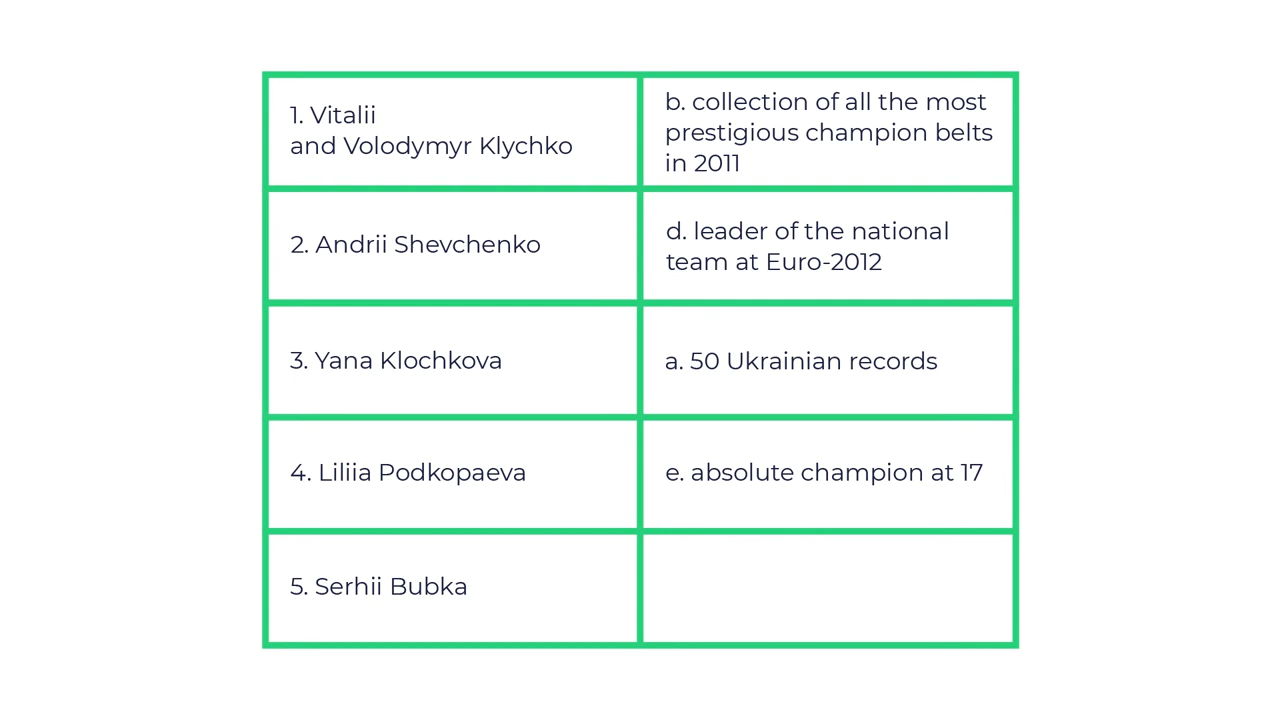 1. Vitalii
and Volodymyr Klychko
b. collection of all the most
prestigious champion belts
in 2011
2. Andrii Shevchenko
d. leader of the national
team at Euro-2012
3. Yana Klochkova
a. 50 Ukrainian records
4. Liliia Podkopaeva
e. absolute champion at 17
5. Serhii Bubka